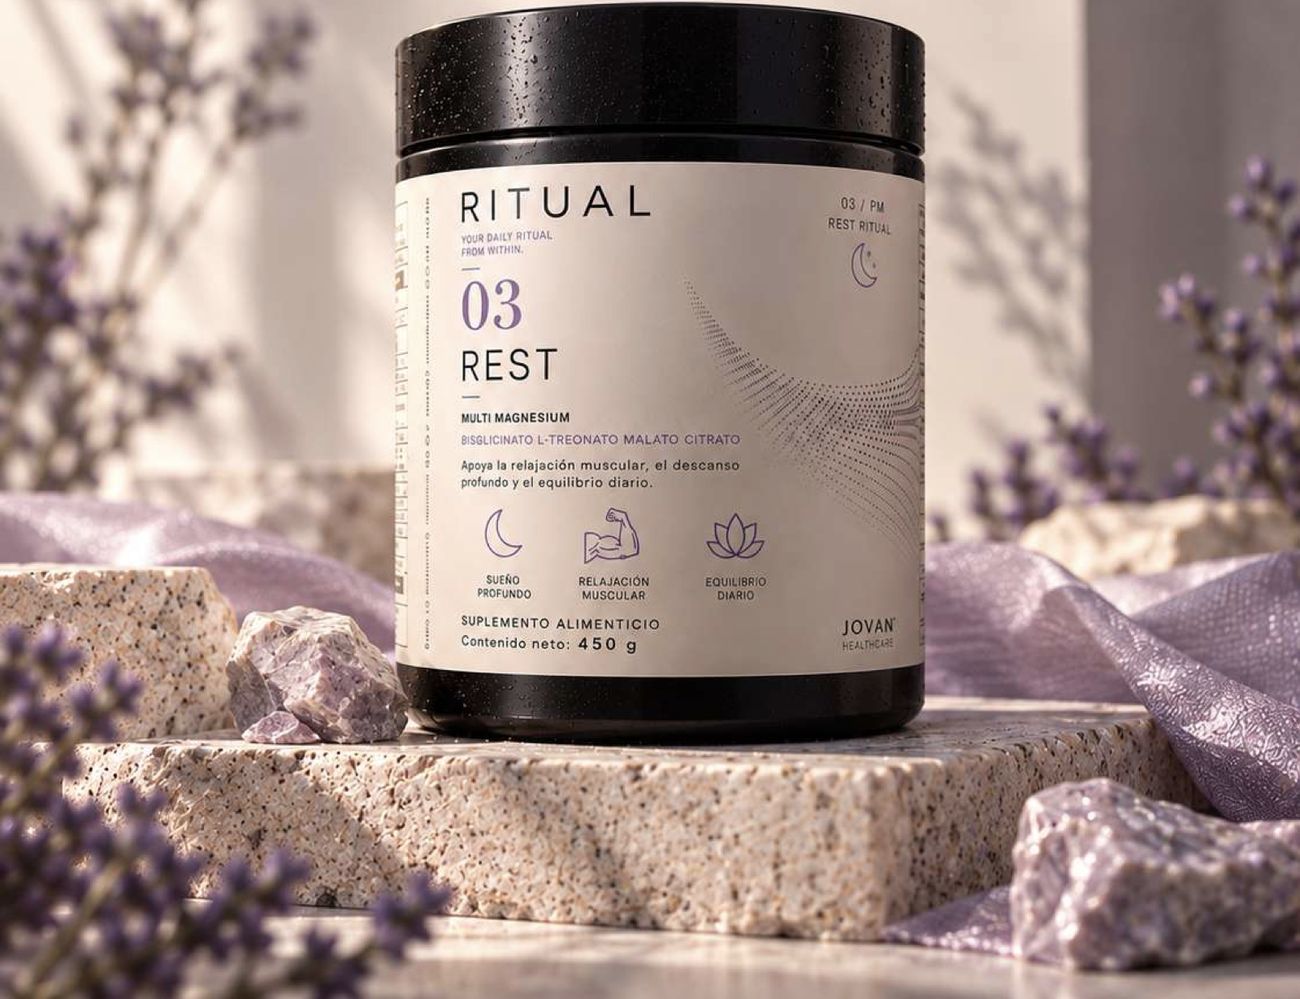 RITUAL
YOUR DAILY RITUAL
FROM WITHIN.
03
REST
MULTI MAGNESIUM
BISGLICINATO L-TREONATO MALATO CITRATO
Apoya la relajación muscular, el descanso
profundo y el equilibrio diario.
SUEÑO
PROFUNDO
RELAJACIÓN
MUSCULAR
EQUILIBRIO
DIARIO
SUPLEMENTO ALIMENTICIO
Contenido neto: 450 g
03 / PM
REST RITUAL
JOVAN
HEALTHCARE